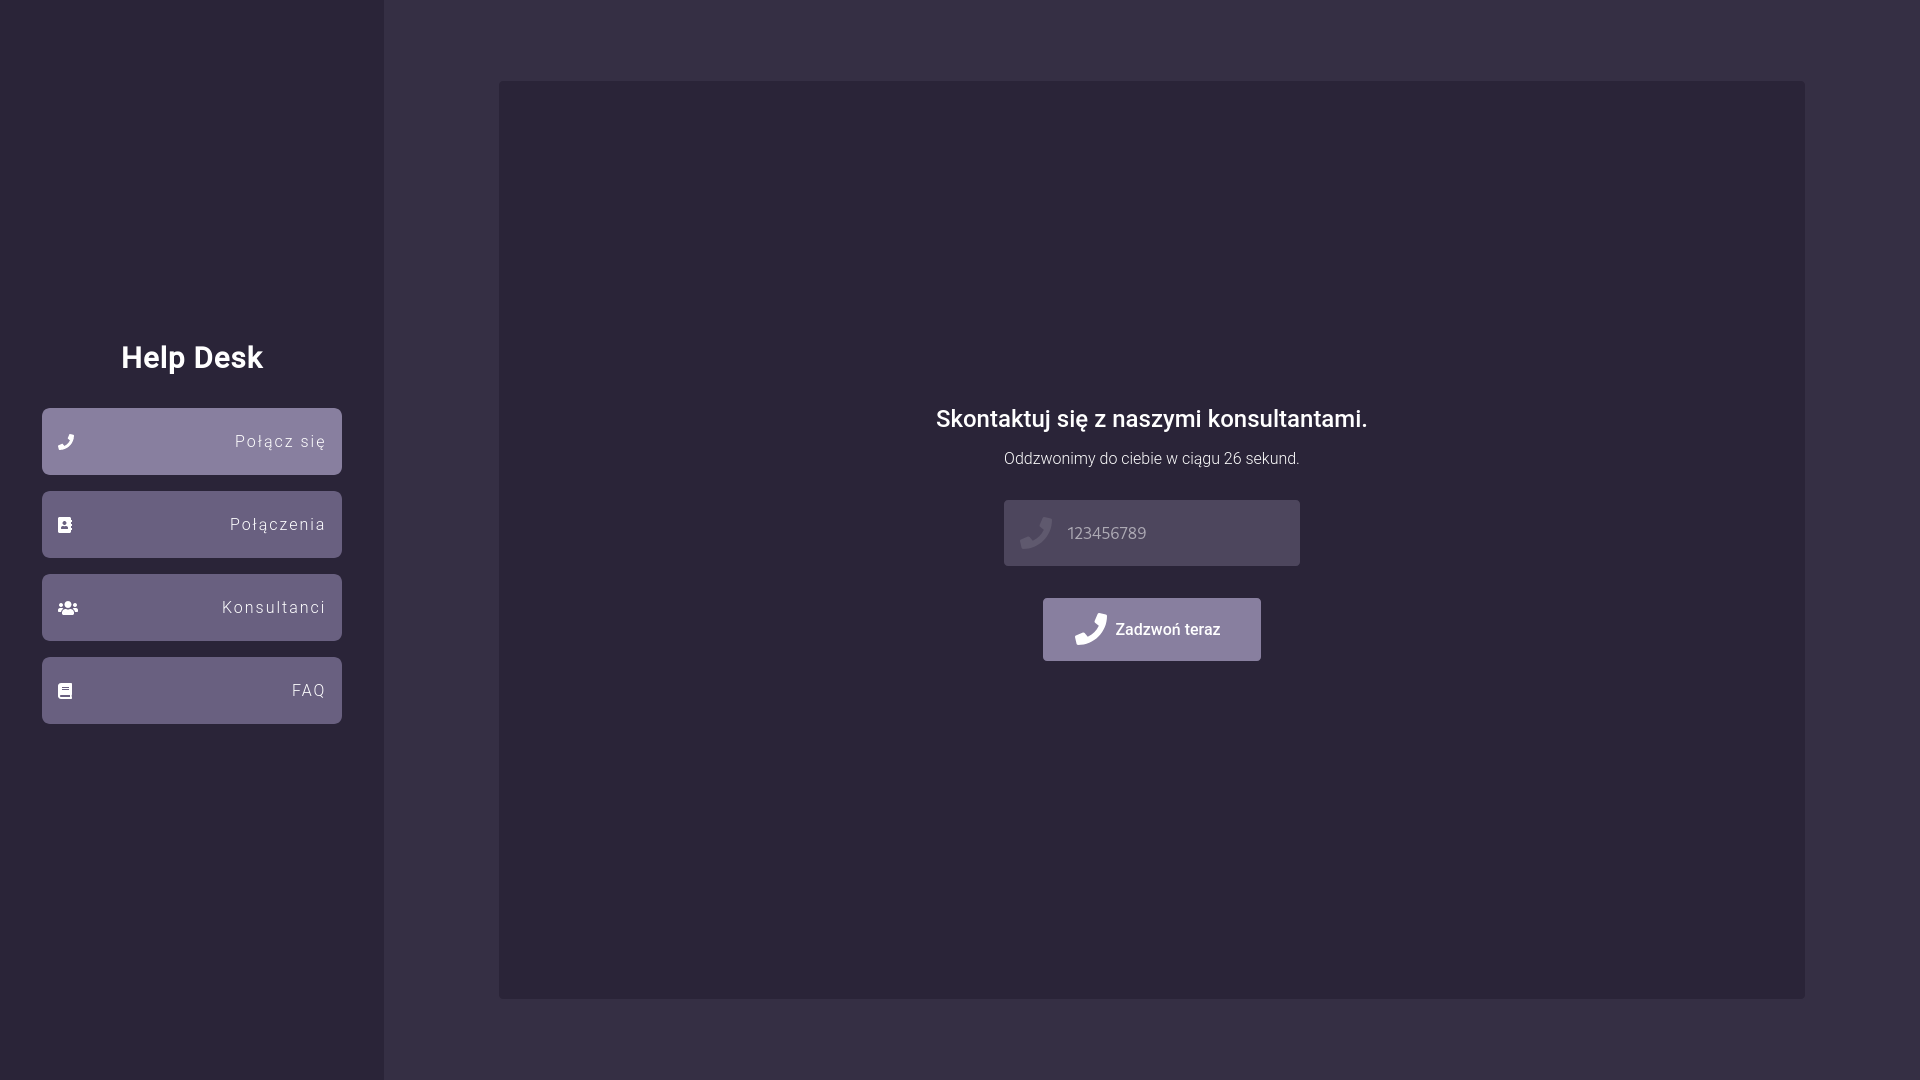 Help Desk
Połącz się
Połączenia
Konsultanci
FAQ
Skontaktuj się z naszymi konsultantami.
Oddzwonimy do ciebie w ciągu 26 sekund.
123456789
Zadzwoń teraz